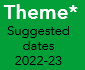 Theme*
Suggested
dates
2022-23